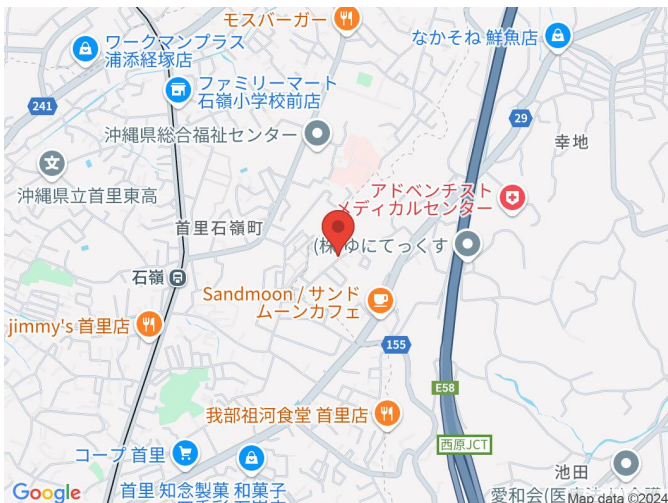 モスバーガー
ワークマンプラス
浦添経塚店
なかそね 鮮魚店
ファミリーマート
石嶺小学校前店
241
29
沖縄県総合福祉センター
幸地
沖縄県立首里東高
アドベンチスト
メディカルセンター
首里石嶺町
(株)ゆにてっくす
石嶺
Sandmoon / サンド
ムーンカフェ
jimmy's 首里店
155
E58
我部祖河食堂 首里店
西原JCT
コープ 首里
池田
首里 知念製菓 和菓子
Google
Map data ©2024